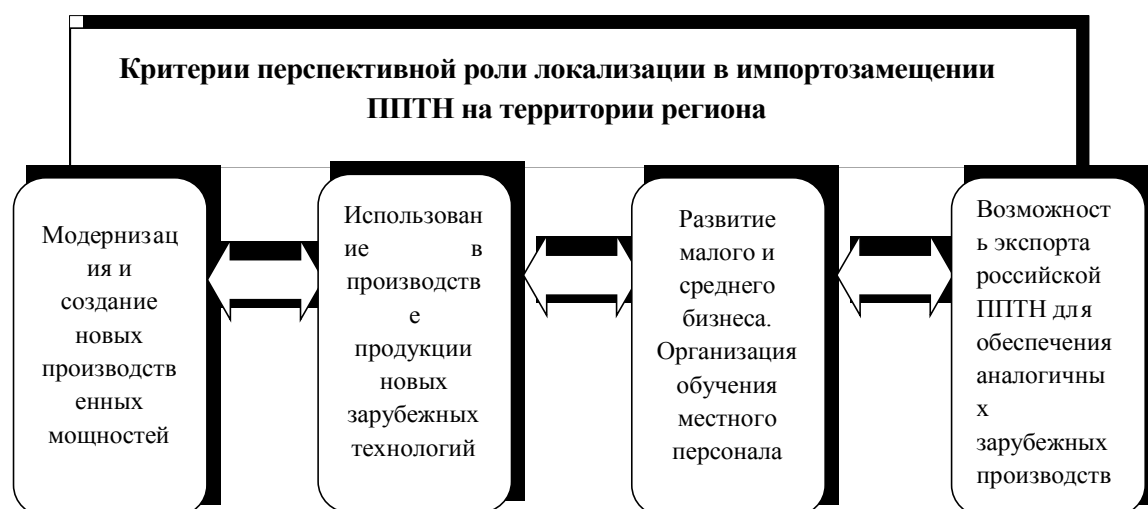 Критерии перспективной роли локализации в импортозамещении
ППТН на территории региона
Модернизац
ия и
создание
новых
производств
енных
мощностей
Использован
ие в
производств
е
продукции
новых
зарубежных
технологий
Развитие
малого и
среднего
бизнеса.
Организация
обучения
местного
персонала
Возможност
ь экспорта
российской
ППТН для
обеспечения
аналогичны
х
зарубежных
производств